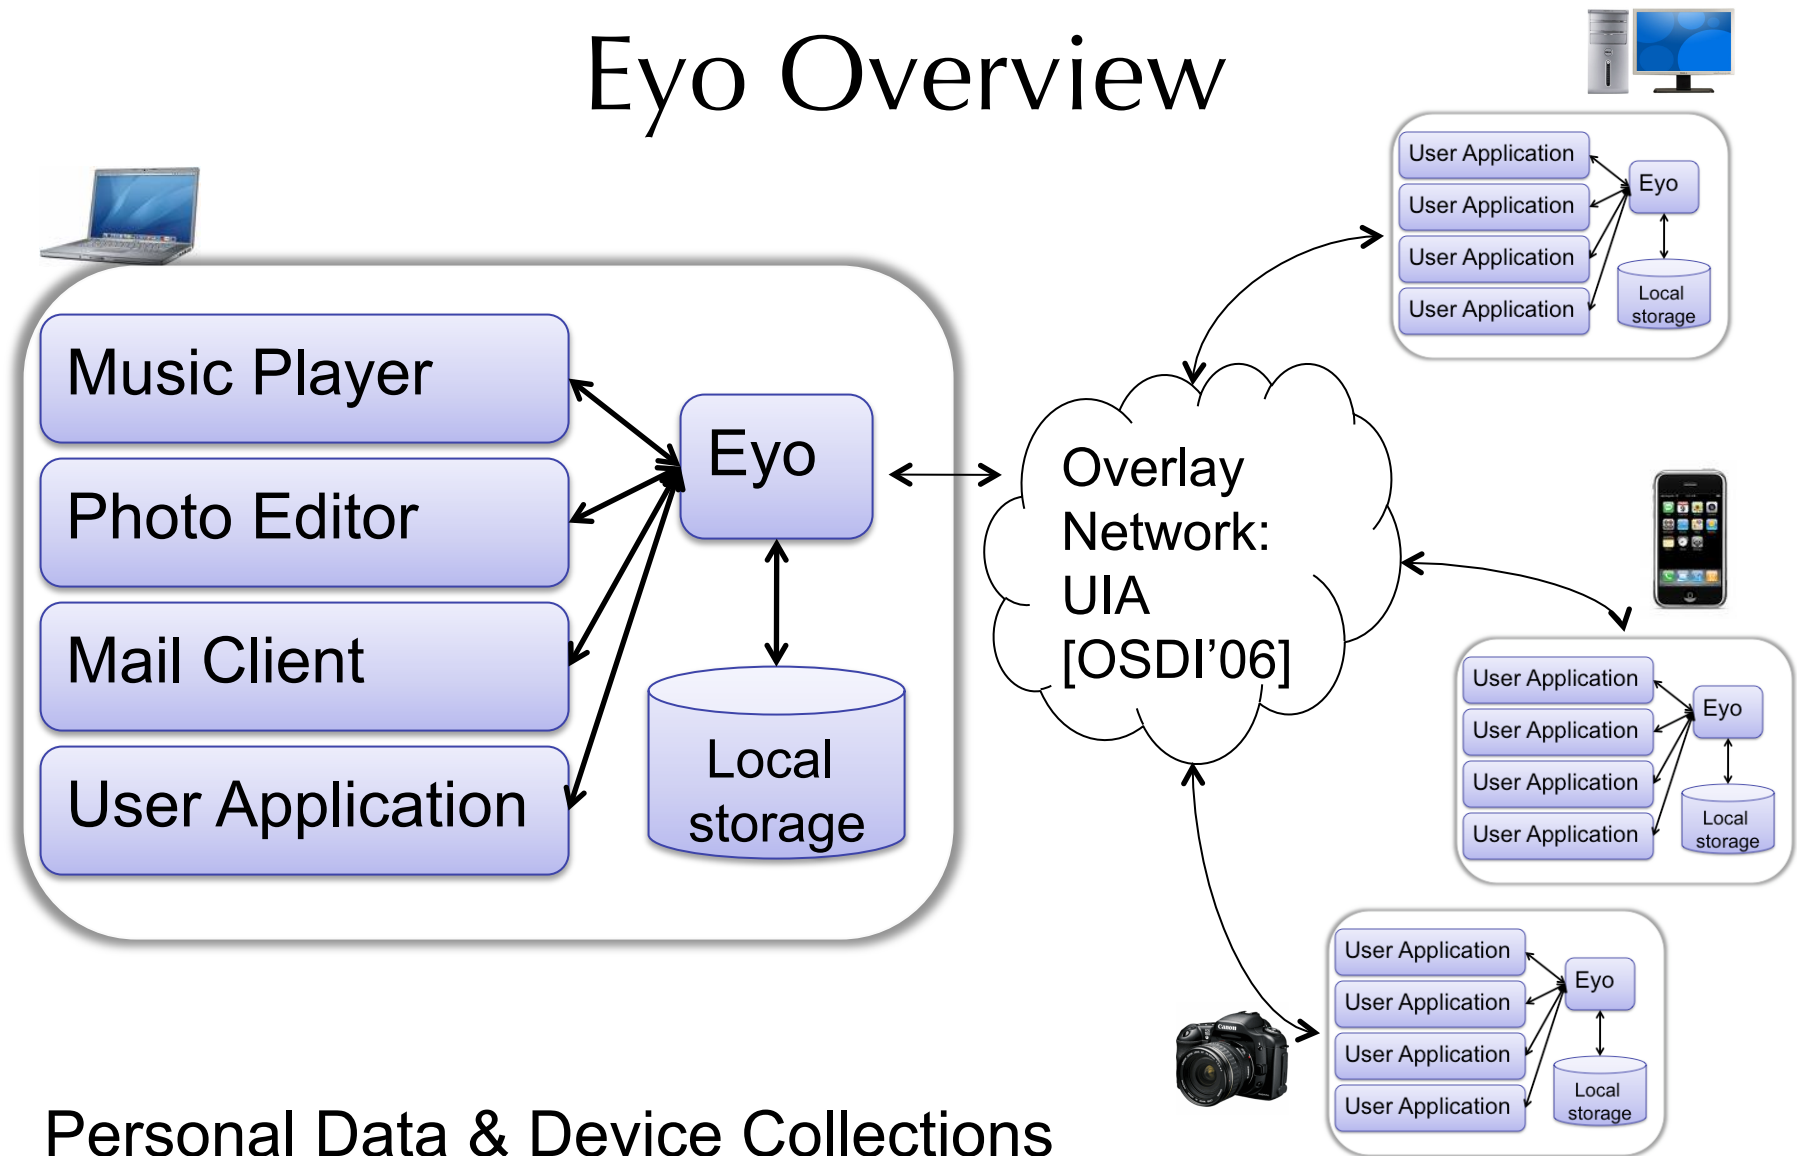 Eyo Overview
Music Player
Photo Editor
Mail Client
User Application
Eyo
Local
storage
Overlay
Network:
UIA
[OSDI’06]
User Application
User Application
User Application
User Application
Eyo
Local
storage
User Application
User Application
User Application
User Application
Eyo
Local
storage
Canon
User Application
User Application
User Application
User Application
Eyo
Local
storage
Personal Data & Device Collections